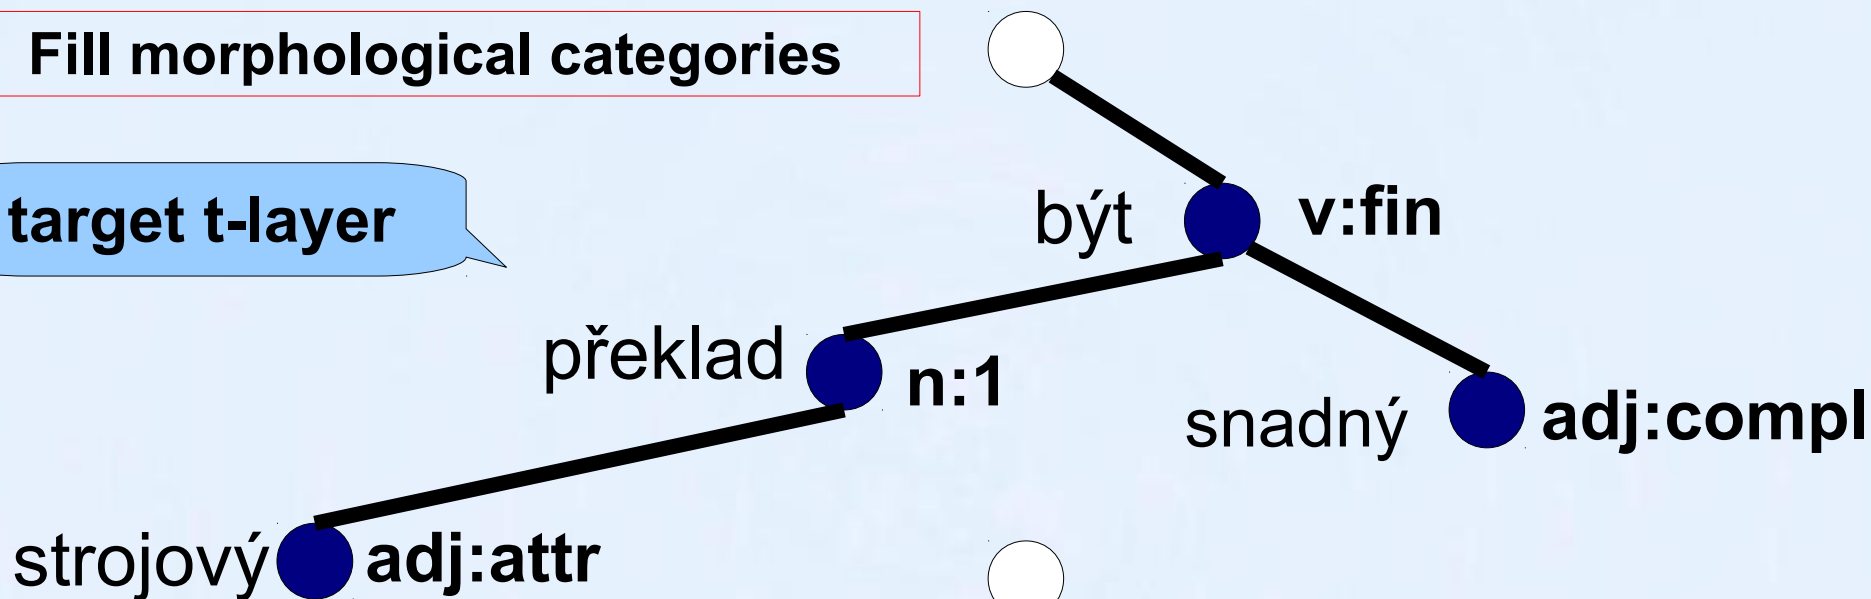 Fill morphological categories
target t-layer
být v:fin
překlad n:1
snadný adj:compl
strojový adj:attr